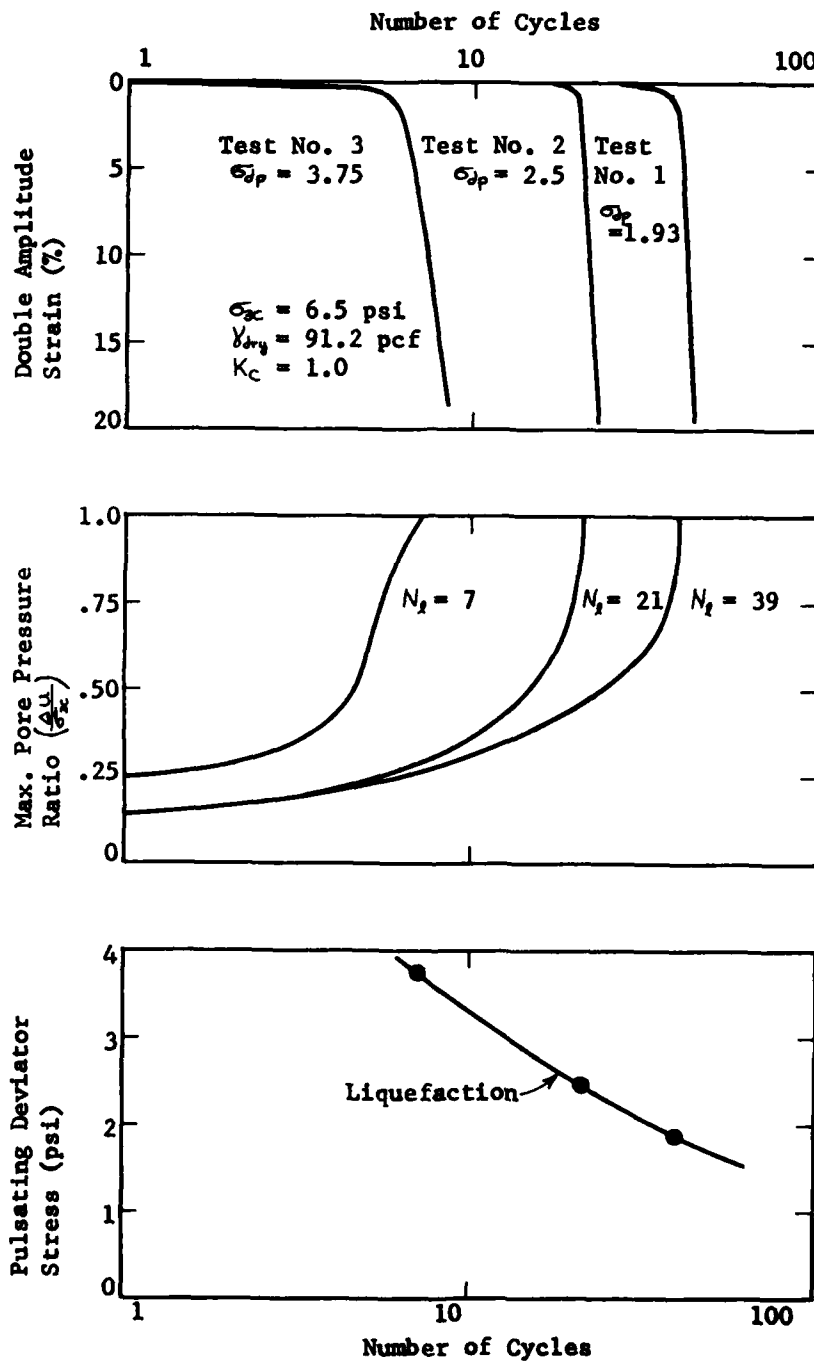 Number of Cycles
1 10 100
0
5
10
15
20
Double Amplitude
Strain (%)
Test No. 3
σdp = 3.75
Test No. 2
σdp = 2.5
Test
No. 1
σdp
=1.93
σ3c = 6.5 psi
γdry = 91.2 pcf
KC = 1.0
1.0
.75
.50
.25
0
Max. Pore Pressure
Ratio (ΔU/σ3c)
Nℓ = 7
Nℓ = 21
Nℓ = 39
4
3
2
1
0
Pulsating Deviator
Stress (psi)
Liquefaction
1 10 100
Number of Cycles